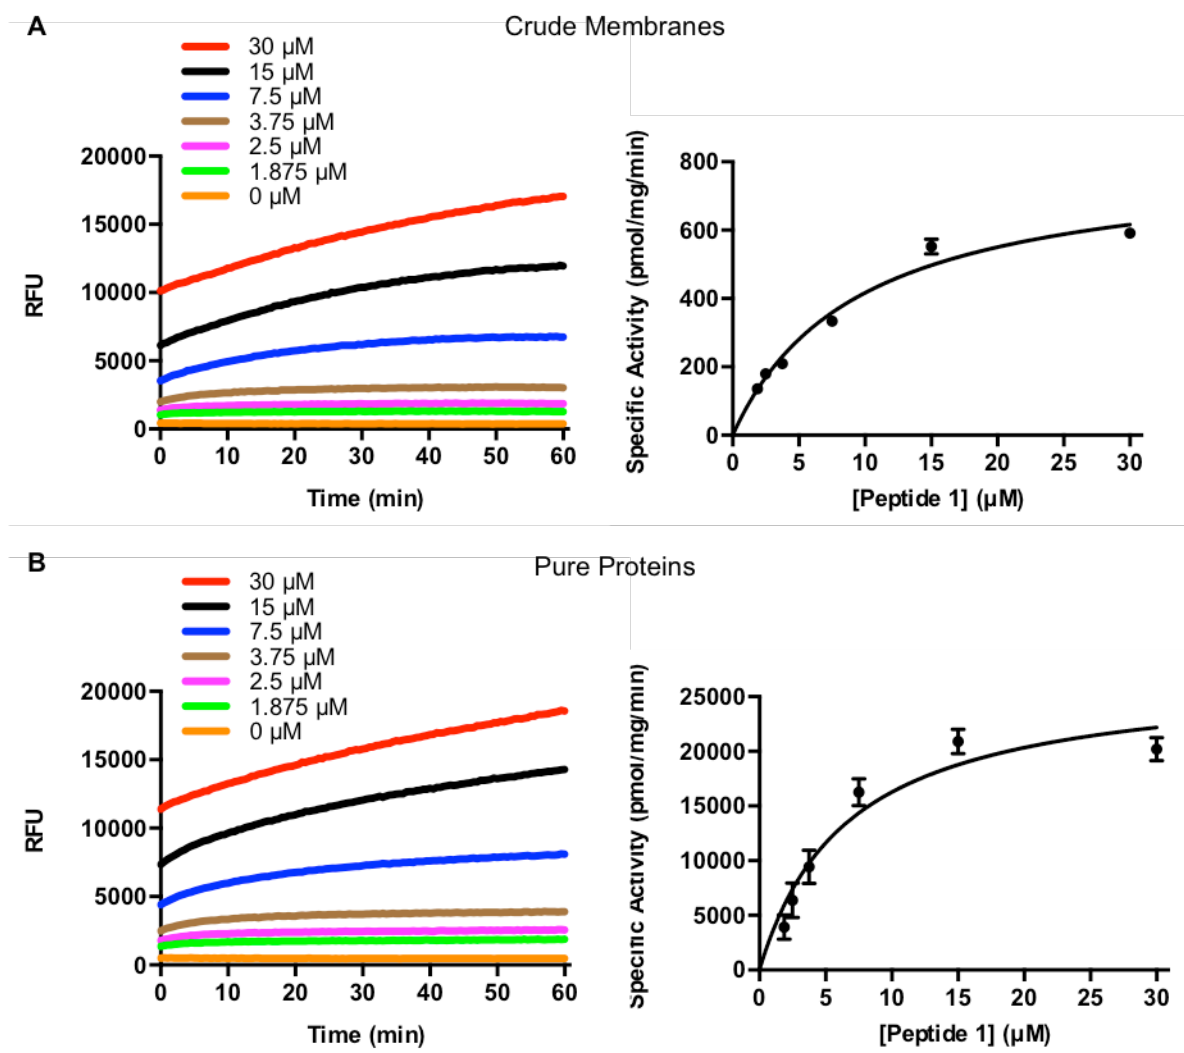 A
Crude Membranes
30 µM
15 µM
7.5 µM
3.75 µM
2.5 µM
1.875 µM
0 µM
20000
15000
10000
5000
0
RFU
0 10 20 30 40 50 60
Time (min)
800
600
400
200
0
Specific Activity (pmol/mg/min)
0 5 10 15 20 25 30
[Peptide 1] (µM)
B
Pure Proteins
30 µM
15 µM
7.5 µM
3.75 µM
2.5 µM
1.875 µM
0 µM
20000
15000
10000
5000
0
RFU
0 10 20 30 40 50 60
Time (min)
25000
20000
15000
10000
5000
0
Specific Activity (pmol/mg/min)
0 5 10 15 20 25 30
[Peptide 1] (µM)